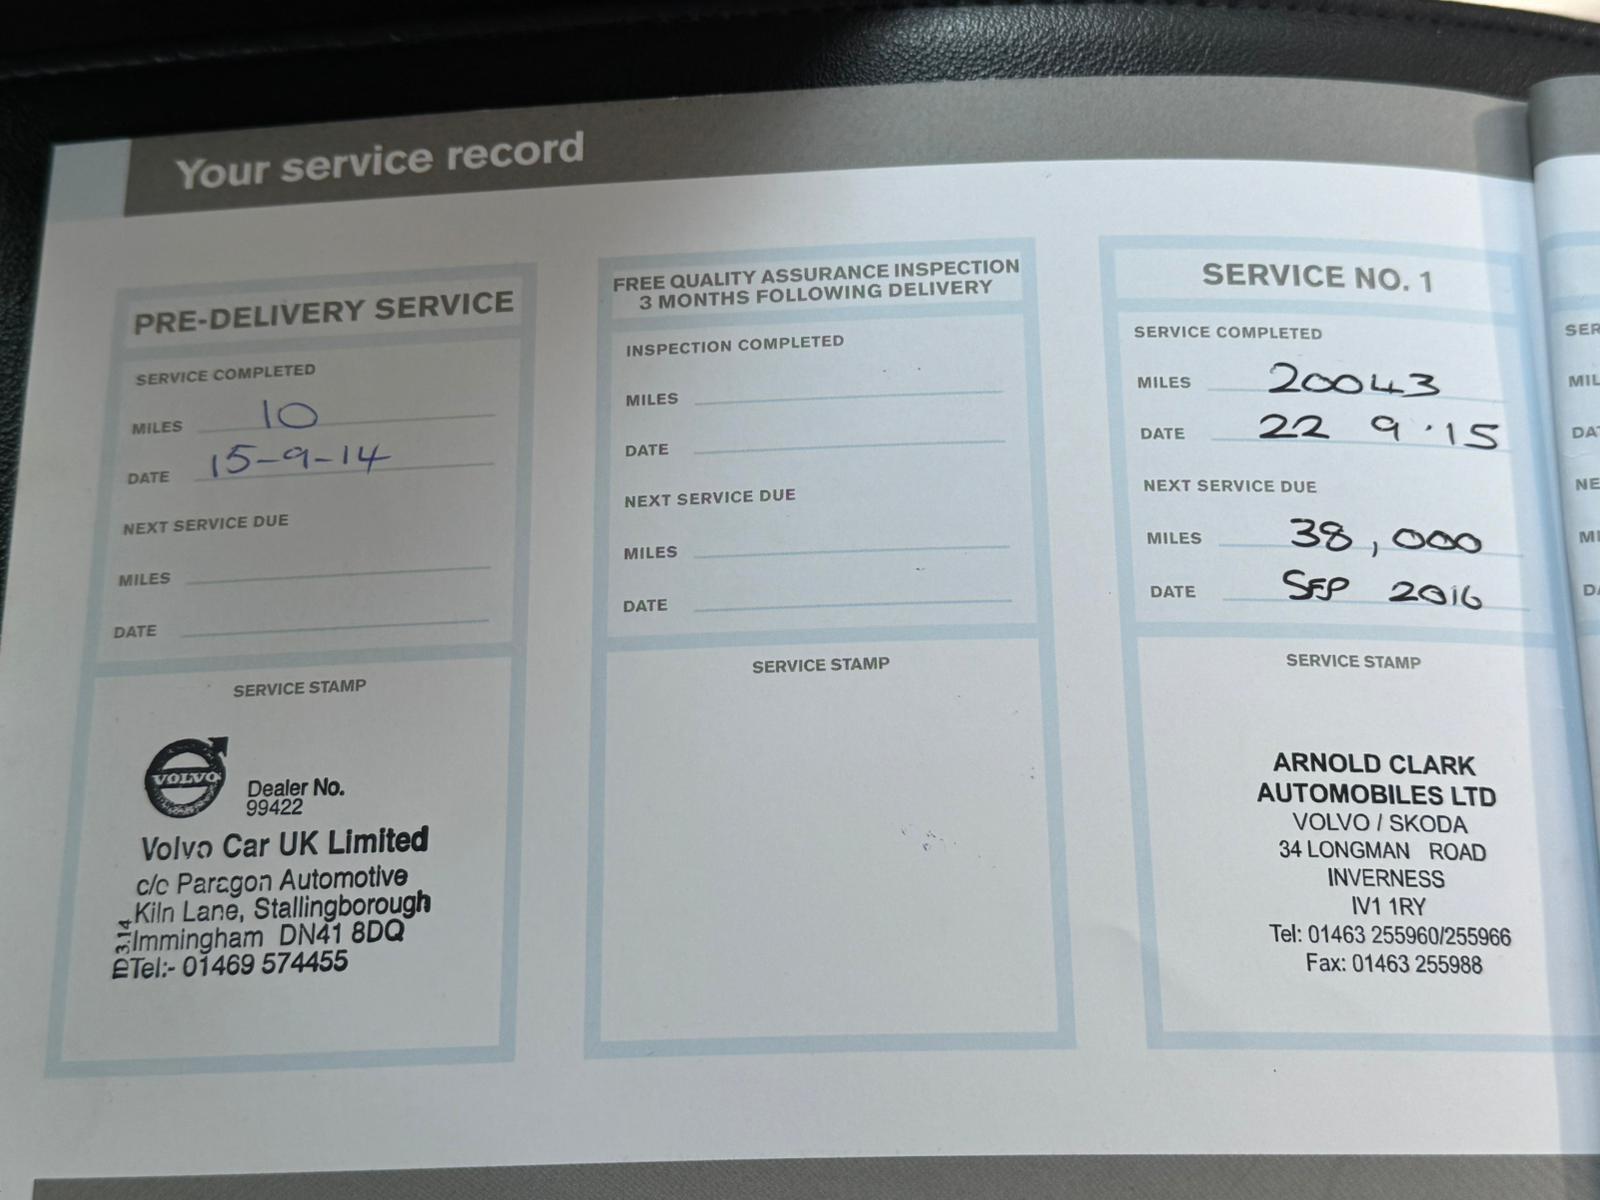 Your service record
PRE-DELIVERY SERVICE
SERVICE COMPLETED
MILES 10
DATE 15-9-14
NEXT SERVICE DUE
MILES
DATE
SERVICE STAMP
VOLVO
Dealer No.
99422
Volvo Car UK Limited
c/o Paragon Automotive
Kiln Lane, Stallingborough
Immingham DN41 8DQ
Tel:- 01469 574455
FREE QUALITY ASSURANCE INSPECTION
3 MONTHS FOLLOWING DELIVERY
INSPECTION COMPLETED
MILES
DATE
NEXT SERVICE DUE
MILES
DATE
SERVICE STAMP
SERVICE NO. 1
SERVICE COMPLETED
MILES 20043
DATE 22 9·15
NEXT SERVICE DUE
MILES 38,000
DATE SEP 2016
SERVICE STAMP
ARNOLD CLARK
AUTOMOBILES LTD
VOLVO / SKODA
34 LONGMAN ROAD
INVERNESS
IV1 1RY
Tel: 01463 255960/255966
Fax: 01463 255988